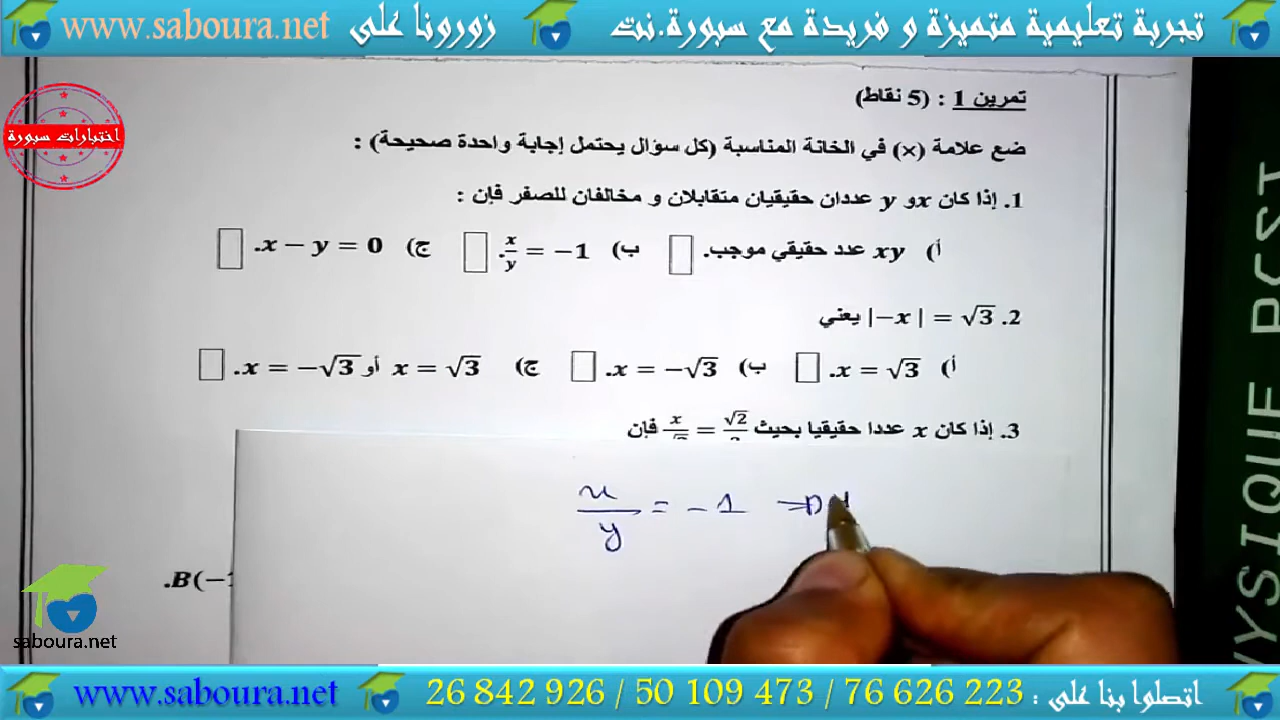 تجربة تعليمية متميزة و فريدة مع سبورة.نت زورونا على www.saboura.net
اختبارات سبورة
تمرين 1 : (5 نقاط)
ضع علامة (×) في الخانة المناسبة (كل سؤال يحتمل إجابة واحدة صحيحة) :
1. إذا كان x و y عددان حقيقيان متقابلان و مخالفان للصفر فإن :
أ) xy عدد حقيقي موجب. ب) x/y = −1. ج) x − y = 0.
2. |−x| = √3 يعني
أ) x = √3. ب) x = −√3. ج) x = √3 أو x = −√3.
3. إذا كان x عددا حقيقيا بحيث √2 = x فإن
x/y = -1 ⇒
.B(−1
saboura.net
VYSIQUE BEST
www.saboura.net اتصلوا بنا على : 26 842 926 / 50 109 473 / 76 626 223